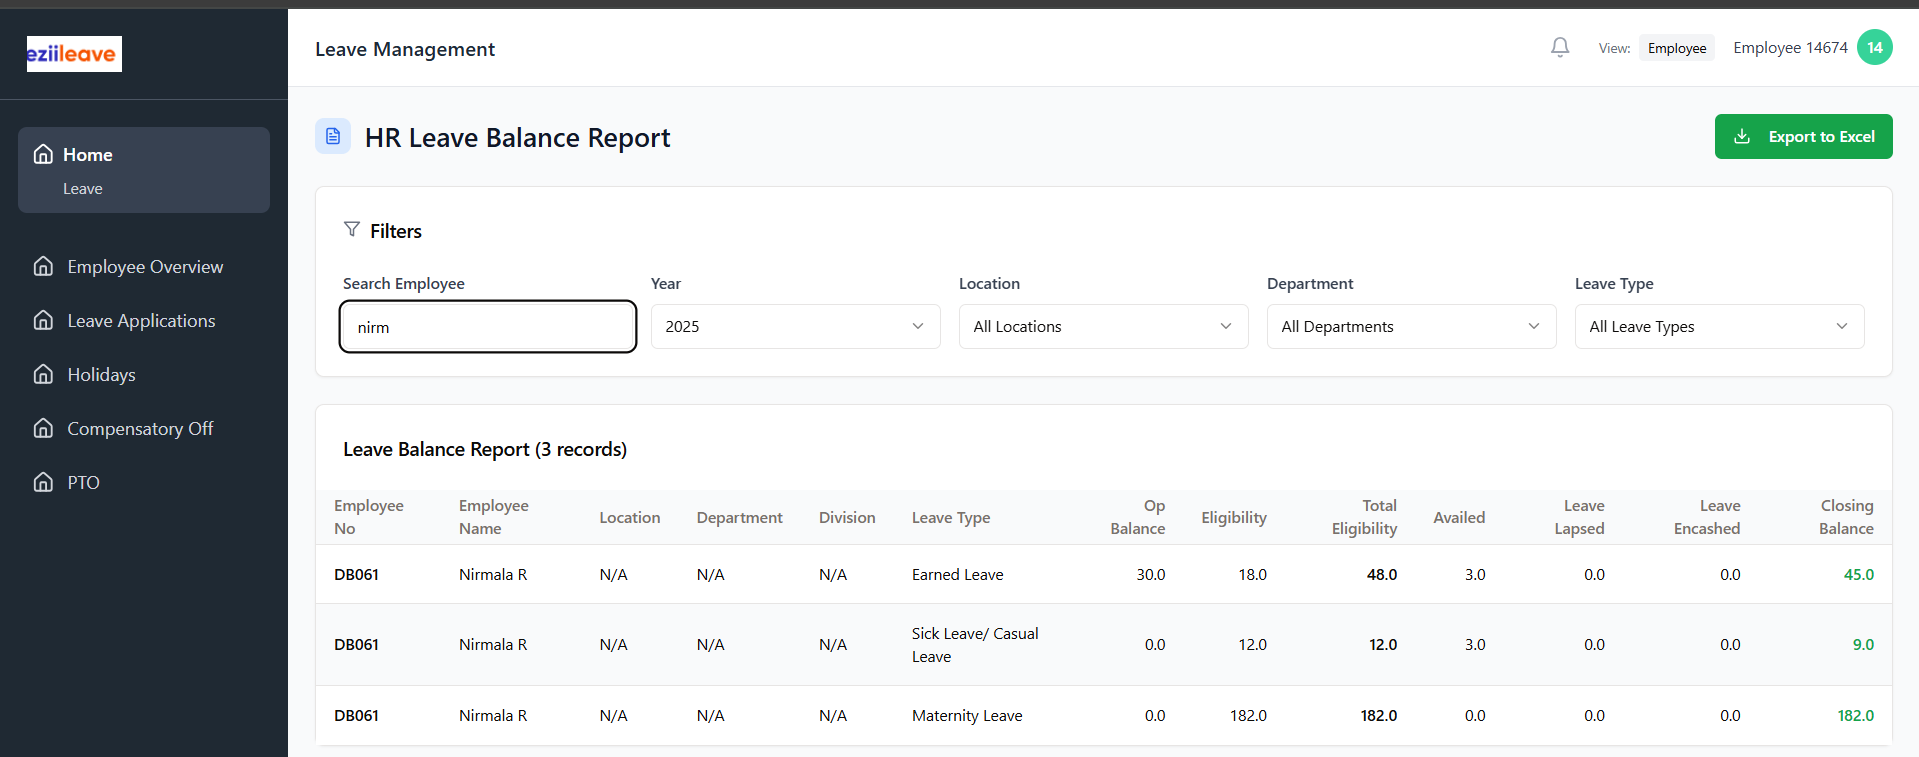 eziileave
Leave Management
View: Employee Employee 14674 14
Home
Leave
Employee Overview
Leave Applications
Holidays
Compensatory Off
PTO
HR Leave Balance Report
Export to Excel
Filters
Search Employee Year Location Department Leave Type
nirm 2025 All Locations All Departments All Leave Types
Leave Balance Report (3 records)
Employee No Employee Name Location Department Division Leave Type Op Balance Eligibility Total Eligibility Availed Leave Lapsed Leave Encashed Closing Balance
DB061 Nirmala R N/A N/A N/A Earned Leave 30.0 18.0 48.0 3.0 0.0 0.0 45.0
DB061 Nirmala R N/A N/A N/A Sick Leave/ Casual Leave 0.0 12.0 12.0 3.0 0.0 0.0 9.0
DB061 Nirmala R N/A N/A N/A Maternity Leave 0.0 182.0 182.0 0.0 0.0 0.0 182.0